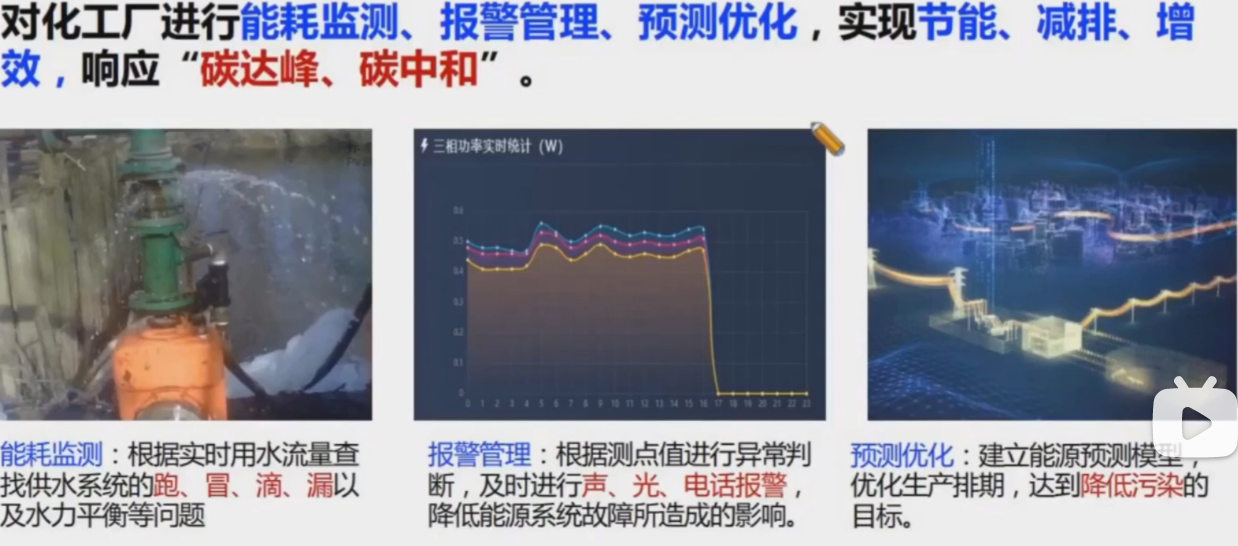 对化工厂进行能耗监测、报警管理、预测优化，实现节能、减排、增
效，响应“碳达峰、碳中和”。
三相功率实时统计（W）
0.6
0.5
0.4
0.3
0.2
0.1
0
0 1 2 3 4 5 6 7 8 9 10 11 12 13 14 15 16 17 18 19 20 21 22 23
能耗监测：根据实时用水流量查
找供水系统的跑、冒、滴、漏以
及水力平衡等问题
报警管理：根据测点值进行异常判
断，及时进行声、光、电话报警，
降低能源系统故障所造成的影响。
预测优化：建立能源预测模型，
优化生产排期，达到降低污染的
目标。